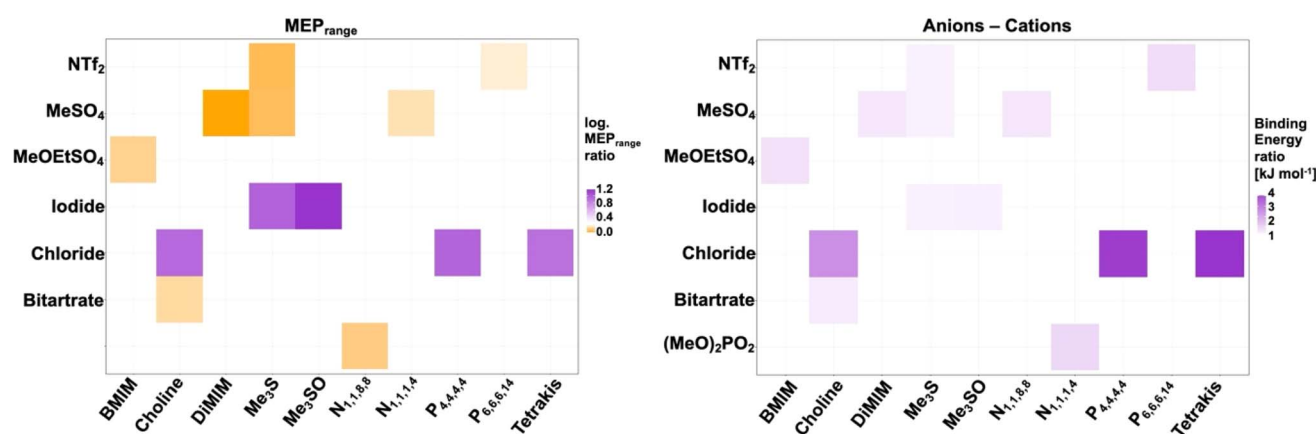 MEPrange
NTf2
MeSO4
MeOEtSO4
Iodide
Chloride
Bitartrate
log.
MEPrange
ratio
1.2
0.8
0.4
0.0
BMIM
Choline
DiMIM
Me3S
Me3SO
N1,1,8,8
N1,1,1,4
P4,4,4,4
P6,6,6,14
Tetrakis
Anions – Cations
NTf2
MeSO4
MeOEtSO4
Iodide
Chloride
Bitartrate
(MeO)2PO2
Binding
Energy
ratio
[kJ mol-1]
4
3
2
1
BMIM
Choline
DiMIM
Me3S
Me3SO
N1,1,8,8
N1,1,1,4
P4,4,4,4
P6,6,6,14
Tetrakis